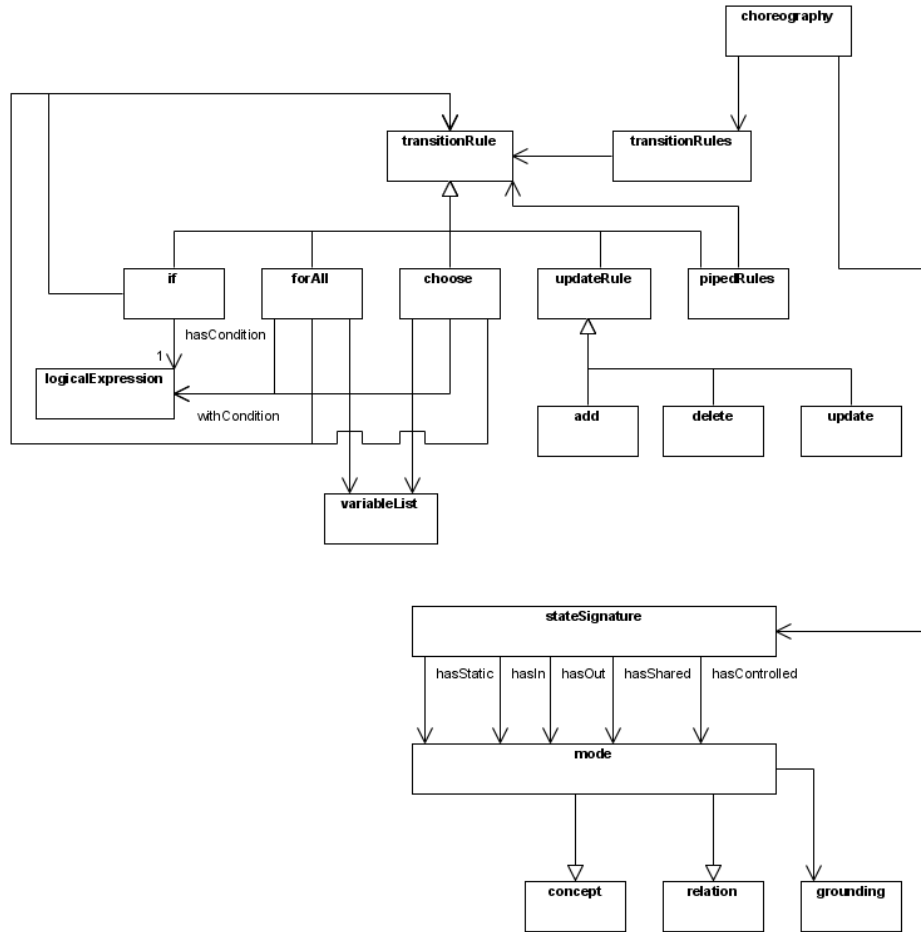 choreography
transitionRule
transitionRules
if
forAll
choose
updateRule
pipedRules
hasCondition
1
logicalExpression
withCondition
add
delete
update
variableList
stateSignature
hasStatic
hasIn
hasOut
hasShared
hasControlled
mode
concept
relation
grounding